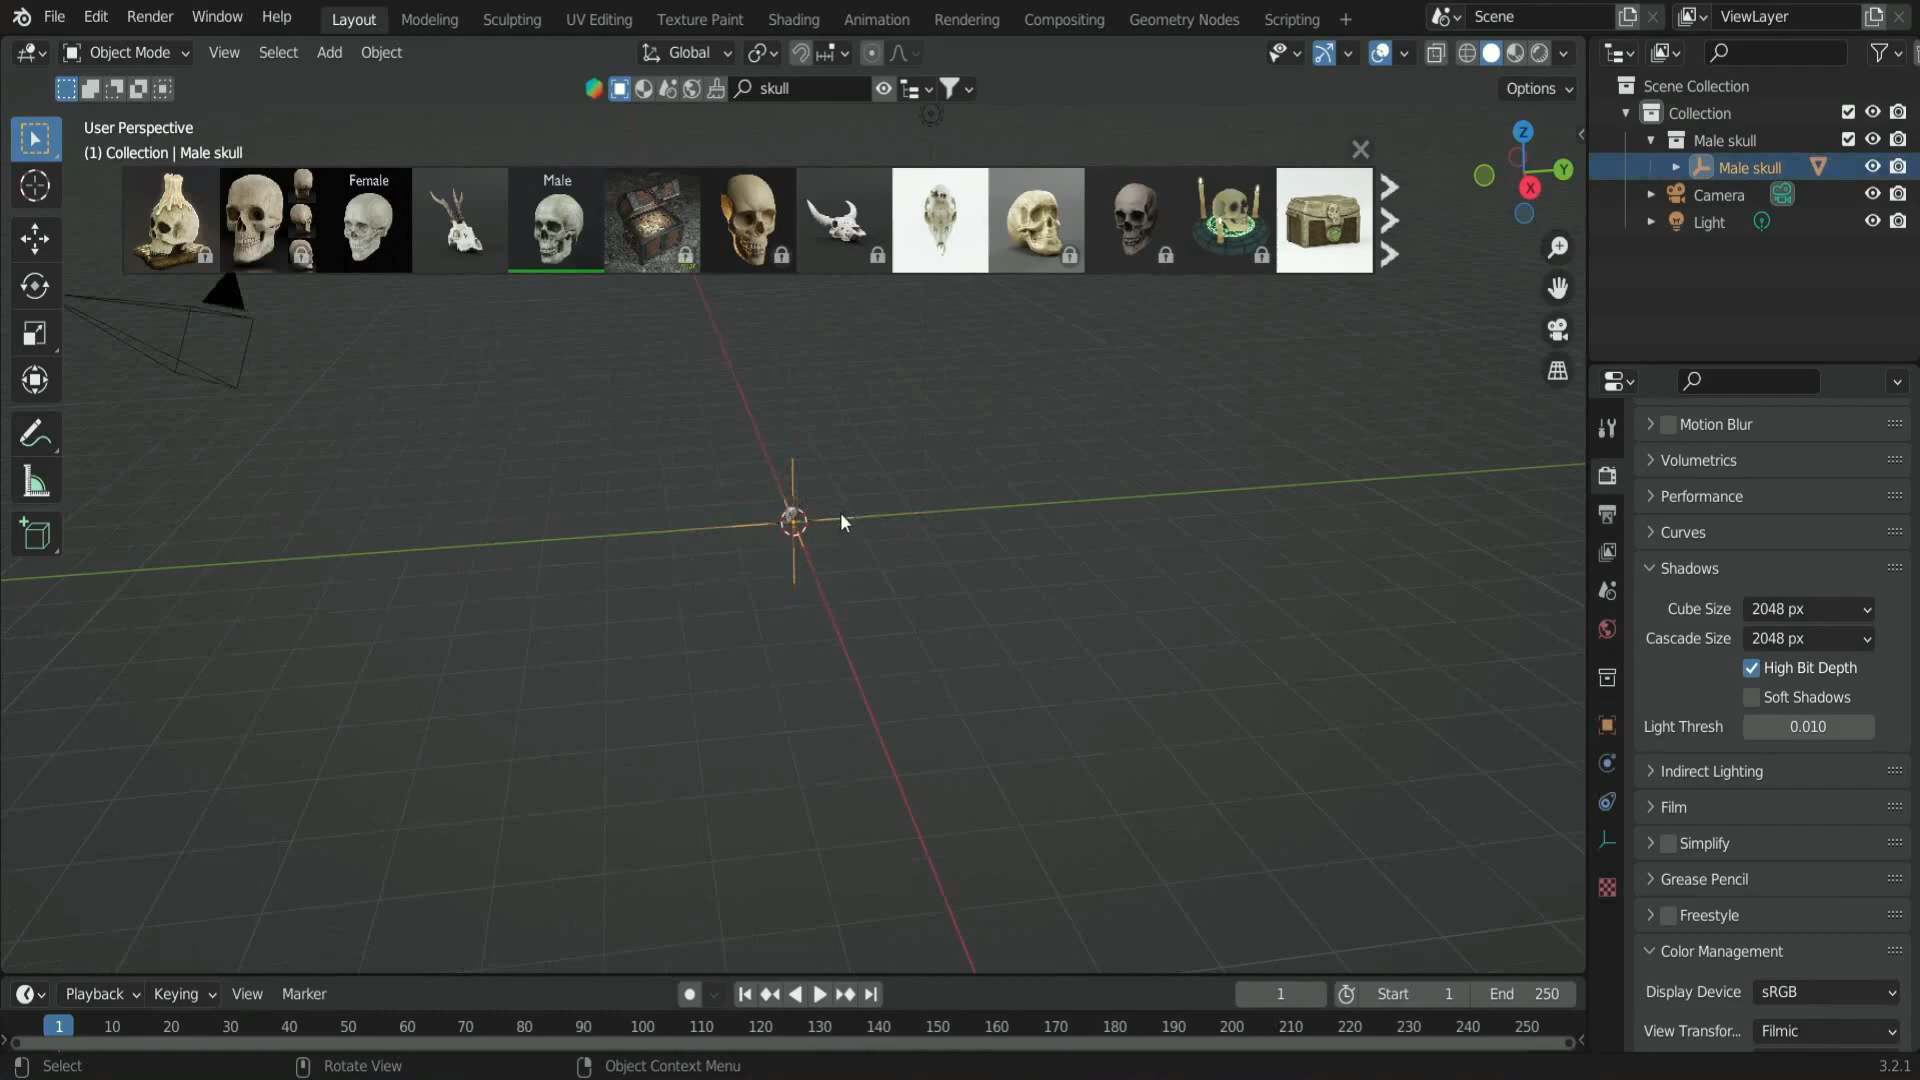 File Edit Render Window Help
Layout Modeling Sculpting UV Editing Texture Paint Shading Animation Rendering Compositing Geometry Nodes Scripting +
Scene
ViewLayer
Object Mode View Select Add Object
Global
skull
Options
User Perspective
(1) Collection | Male skull
Female
Male
Z
Y
X
Scene Collection
Collection
Male skull
Male skull
Camera
Light
Motion Blur
Volumetrics
Performance
Curves
Shadows
Cube Size 2048 px
Cascade Size 2048 px
High Bit Depth
Soft Shadows
Light Thresh 0.010
Indirect Lighting
Film
Simplify
Grease Pencil
Freestyle
Color Management
Display Device sRGB
View Transfor... Filmic
Playback Keying View Marker
1 Start 1 End 250
1 10 20 30 40 50 60 70 80 90 100 110 120 130 140 150 160 170 180 190 200 210 220 230 240 250
Select Rotate View Object Context Menu
3.2.1